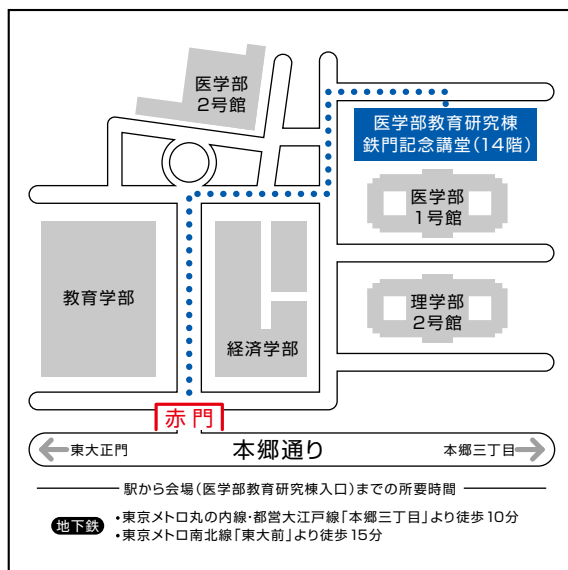 医学部
2号館
医学部教育研究棟
鉄門記念講堂(14階)
医学部
1号館
教育学部
経済学部
理学部
2号館
赤門
東大正門
本郷通り
本郷三丁目
駅から会場(医学部教育研究棟入口)までの所要時間
地下鉄
•東京メトロ丸の内線・都営大江戸線「本郷三丁目」より徒歩10分
•東京メトロ南北線「東大前」より徒歩15分